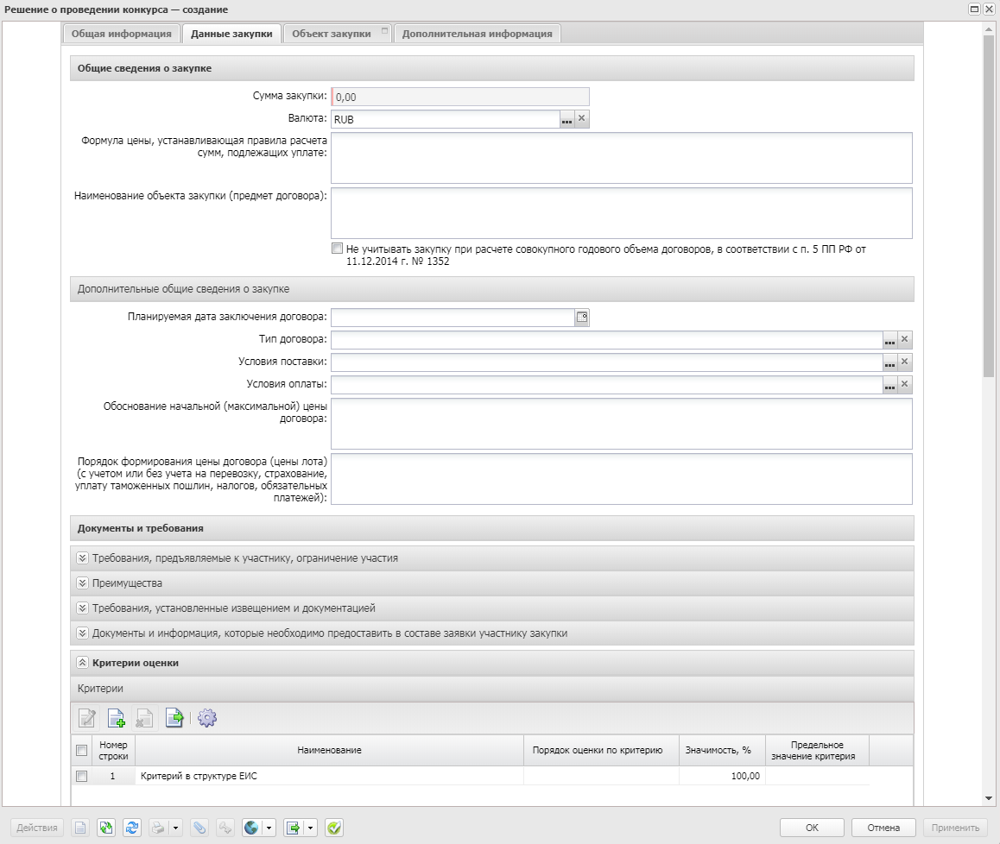 Решение о проведении конкурса — создание
Общая информация
Данные закупки
Объект закупки
Дополнительная информация
Общие сведения о закупке
Сумма закупки:
0,00
Валюта:
RUB
Формула цены, устанавливающая правила расчета
сумм, подлежащих уплате:
Наименование объекта закупки (предмет договора):
Не учитывать закупку при расчете совокупного годового объема договоров, в соответствии с п. 5 ПП РФ от
11.12.2014 г. № 1352
Дополнительные общие сведения о закупке
Планируемая дата заключения договора:
Тип договора:
Условия поставки:
Условия оплаты:
Обоснование начальной (максимальной) цены
договора:
Порядок формирования цены договора (цены лота)
(с учетом или без учета на перевозку, страхование,
уплату таможенных пошлин, налогов, обязательных
платежей):
Документы и требования
Требования, предъявляемые к участнику, ограничение участия
Преимущества
Требования, установленные извещением и документацией
Документы и информация, которые необходимо предоставить в составе заявки участнику закупки
Критерии оценки
Критерии
Номер
строки
Наименование
Порядок оценки по критерию
Значимость, %
Предельное
значение критерия
1
Критерий в структуре ЕИС
100,00
Действия
ОК
Отмена
Применить